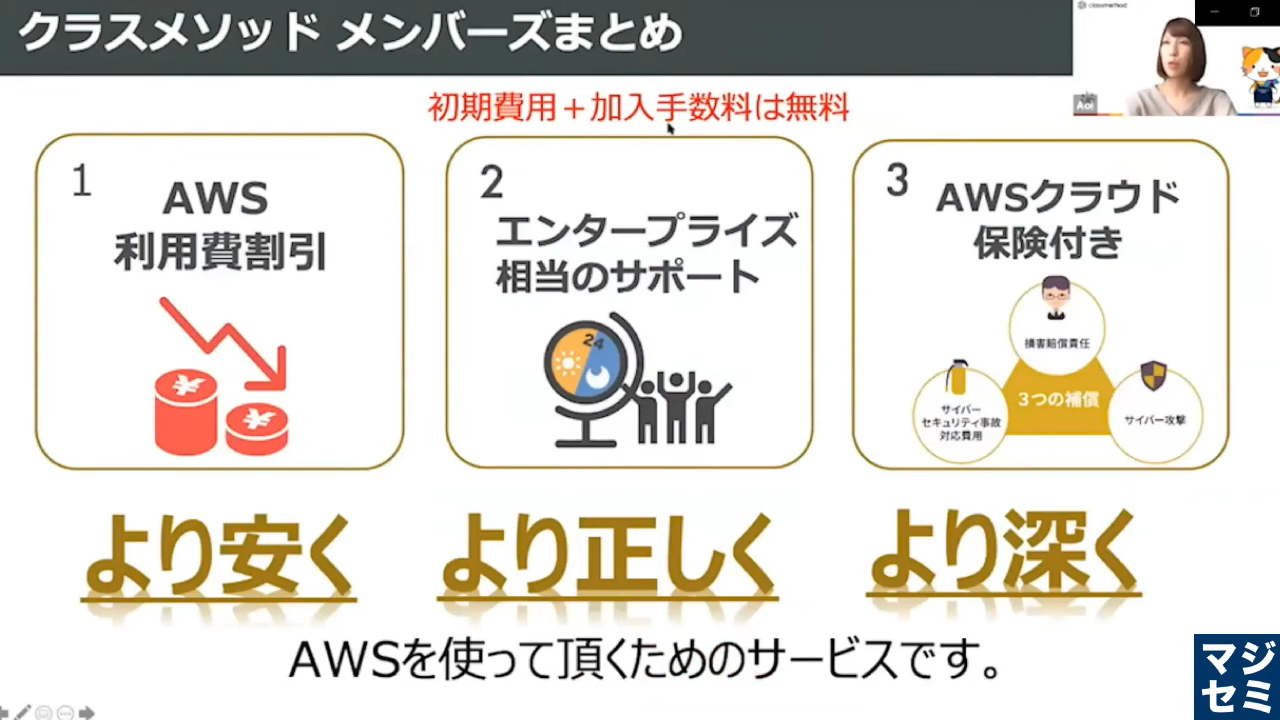 クラスメソッド メンバーズまとめ
classmethod
Aoi
初期費用＋加入手数料は無料
1
AWS
利用費割引
2
エンタープライズ
相当のサポート
24
3
AWSクラウド
保険付き
損害賠償責任
3つの補償
サイバー
セキュリティ事故
対応費用
サイバー攻撃
より安く
より正しく
より深く
AWSを使って頂くためのサービスです。
マジ
セミ